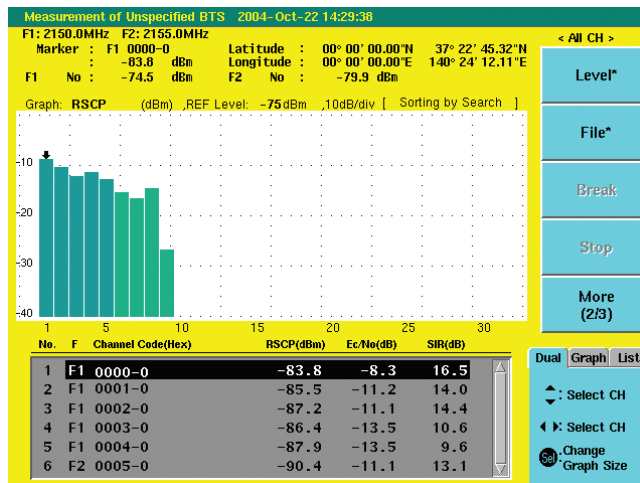 Measurement of Unspecified BTS 2004-Oct-22 14:29:38
F1: 2150.0MHz F2: 2155.0MHz
Marker : F1 0000-0 Latitude : 00° 00' 00.00"N 37° 22' 45.32"N
: -83.8 dBm Longitude : 00° 00' 00.00"E 140° 24' 12.11"E
F1 No : -74.5 dBm F2 No : -79.9 dBm
Graph: RSCP (dBm) ,REF Level: -75dBm ,10dB/div [ Sorting by Search ]
-10
-20
-30
-40
1 5 10 15 20 25 30
No. F Channel Code(Hex) RSCP(dBm) Ec/No(dB) SIR(dB)
1 F1 0000-0 -83.8 -8.3 16.5
2 F1 0001-0 -85.5 -11.2 14.0
3 F1 0002-0 -87.2 -11.1 14.4
4 F1 0003-0 -86.4 -13.5 10.6
5 F1 0004-0 -87.9 -13.5 9.6
6 F2 0005-0 -90.4 -11.1 13.1
< All CH >
Level*
File*
Break
Stop
More
(2/3)
Dual Graph List
: Select CH
: Select CH
Sel :Change
Graph Size